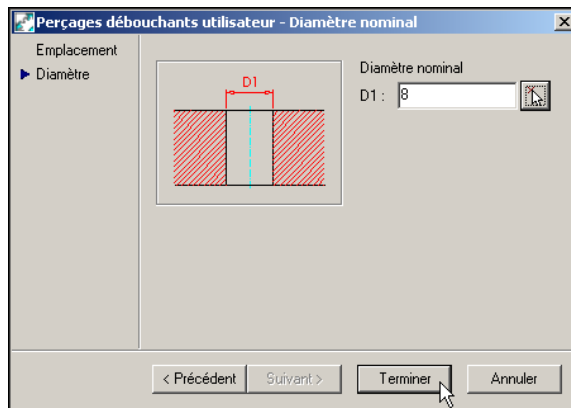 Perçages débouchants utilisateur - Diamètre nominal
Emplacement
Diamètre
D1
Diamètre nominal
D1 : 8
< Précédent Suivant > Terminer Annuler